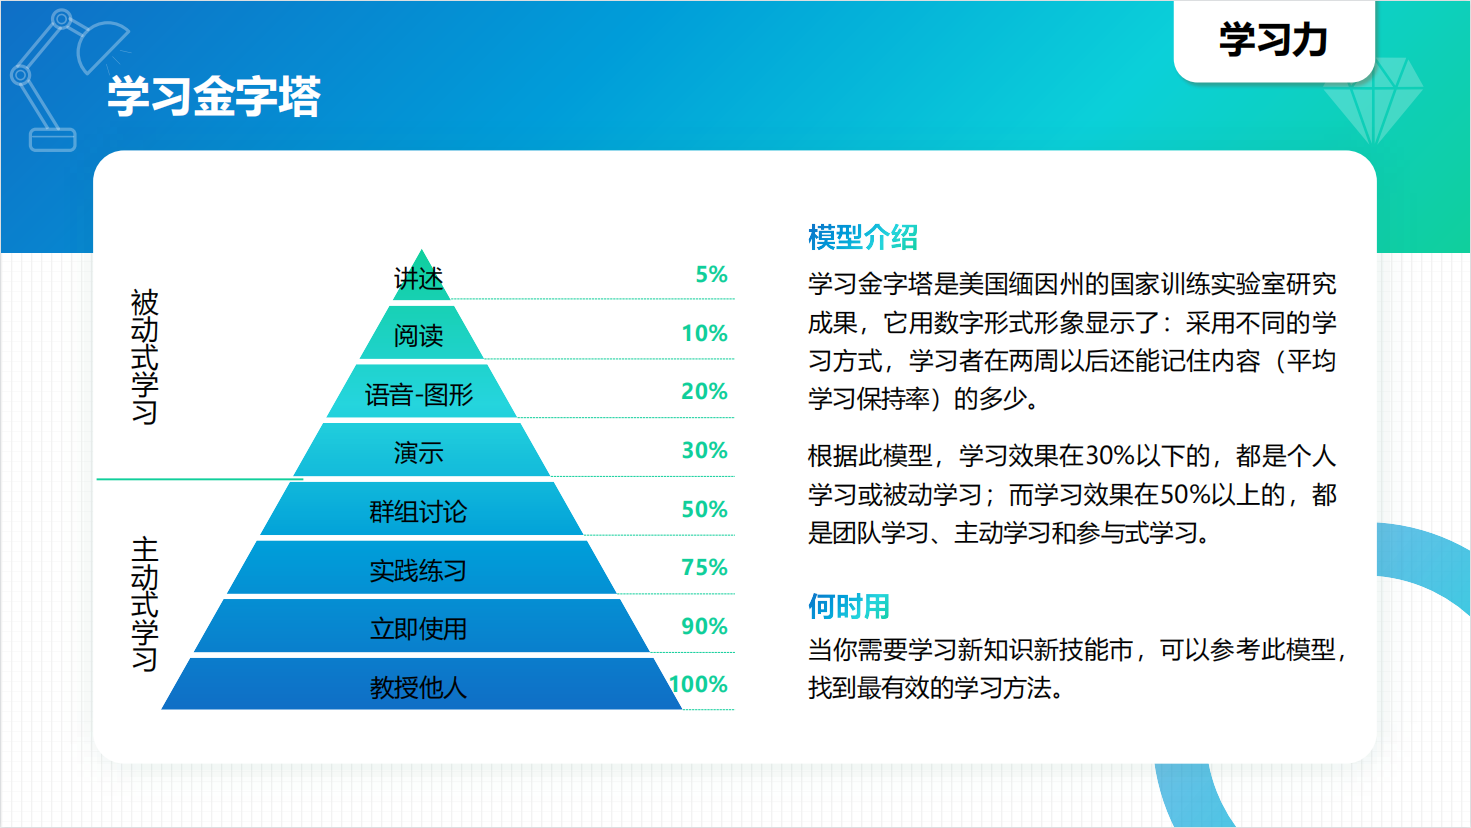 学习力
学习金字塔
被动式学习
主动式学习
讲述 5%
阅读 10%
语音-图形 20%
演示 30%
群组讨论 50%
实践练习 75%
立即使用 90%
教授他人 100%
模型介绍
学习金字塔是美国缅因州的国家训练实验室研究
成果，它用数字形式形象显示了：采用不同的学
习方式，学习者在两周以后还能记住内容（平均
学习保持率）的多少。
根据此模型，学习效果在30%以下的，都是个人
学习或被动学习；而学习效果在50%以上的，都
是团队学习、主动学习和参与式学习。
何时用
当你需要学习新知识新技能市，可以参考此模型，
找到最有效的学习方法。